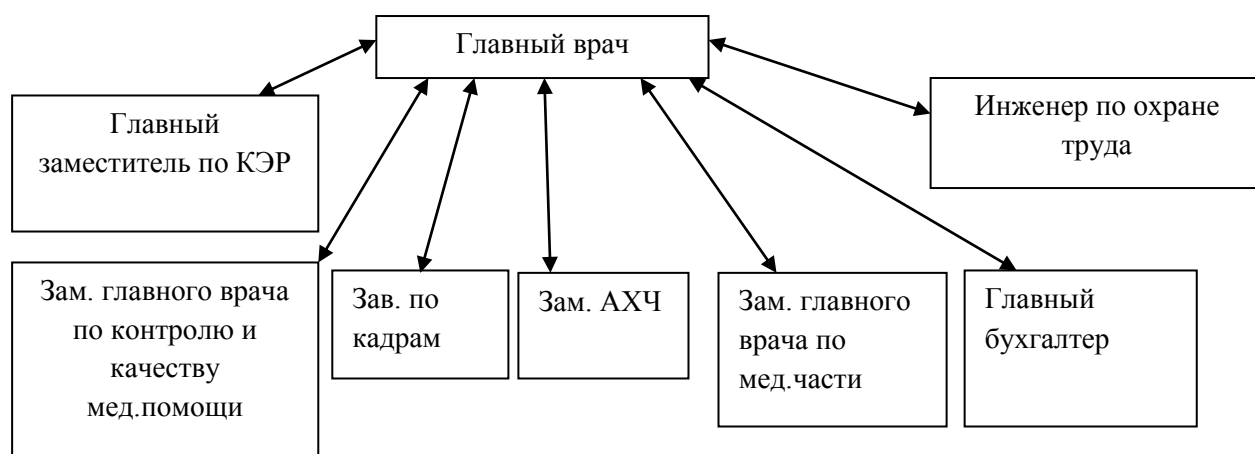 Главный врач
Главный
заместитель по КЭР
Инженер по охране
труда
Зам. главного врача
по контролю и
качеству
мед.помощи
Зав. по
кадрам
Зам. АХЧ
Зам. главного
врача по
мед.части
Главный
бухгалтер